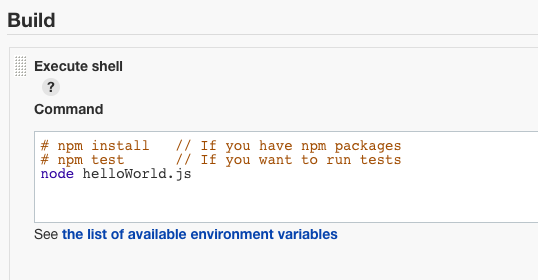 Build
Execute shell
?
Command
# npm install   // If you have npm packages
# npm test      // If you want to run tests
node helloWorld.js
See the list of available environment variables